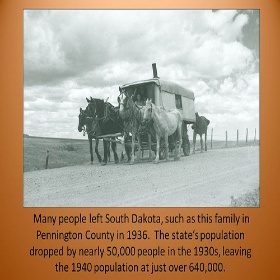 Many people left South Dakota, such as this family in
Pennington County in 1936.  The state's population
dropped by nearly 50,000 people in the 1930s, leaving
the 1940 population at just over 640,000.